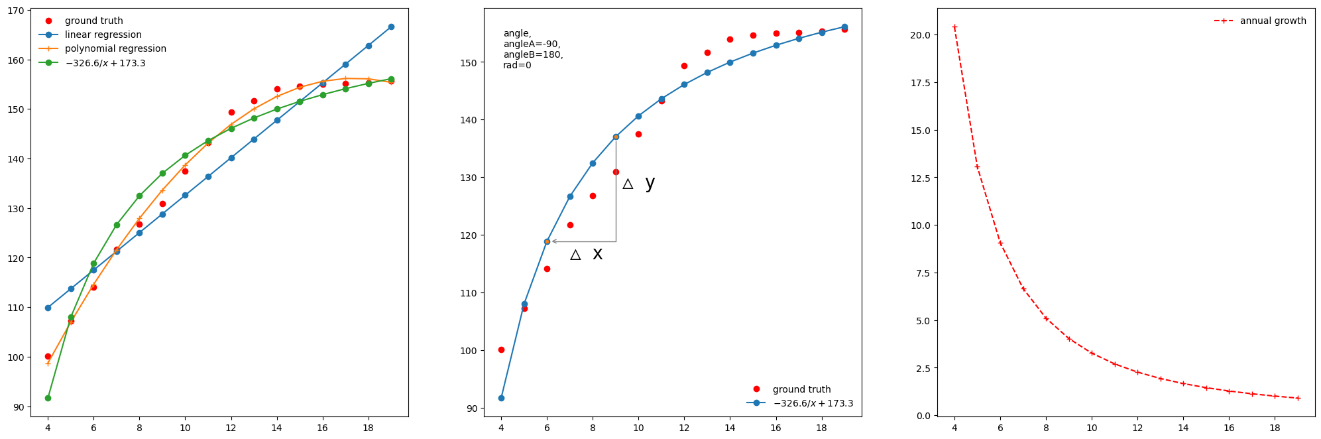 170
160
150
140
130
120
110
100
90
4 6 8 10 12 14 16 18
ground truth
linear regression
polynomial regression
−326.6/x + 173.3
150
140
130
120
110
100
90
4 6 8 10 12 14 16 18
angle,
angleA=-90,
angleB=180,
rad=0
△ y
△ x
ground truth
−326.6/x + 173.3
20.0
17.5
15.0
12.5
10.0
7.5
5.0
2.5
0.0
4 6 8 10 12 14 16 18
annual growth